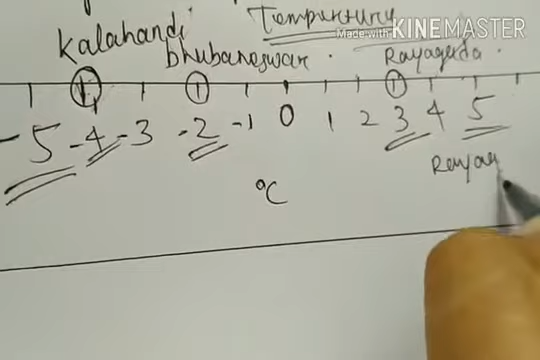 Temperature
Made with KINEMASTER
Kalahandi Bhubaneswar. Rayagada.
-5 -4 -3 -2 -1 0 1 2 3 4 5
°C
Rayag